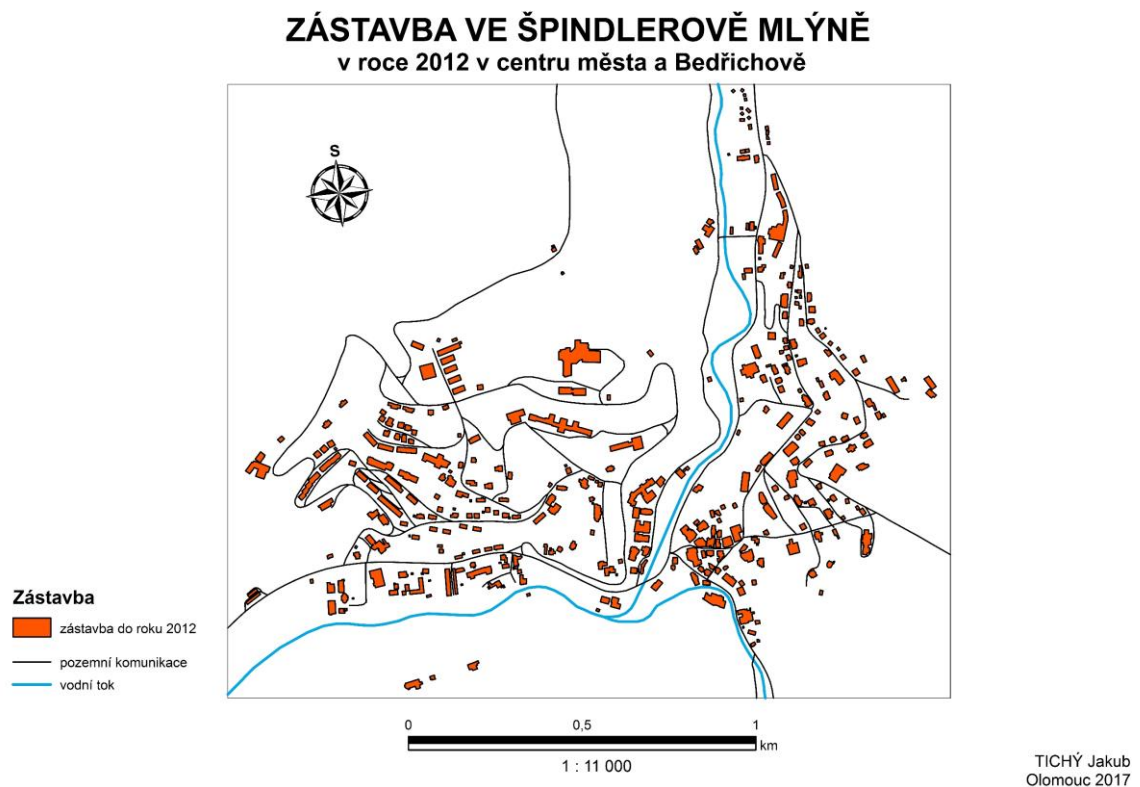 ZÁSTAVBA VE ŠPINDLEROVĚ MLÝNĚ
v roce 2012 v centru města a Bedřichově
S
Zástavba
zástavba do roku 2012
pozemní komunikace
vodní tok
0 0,5 1
km
1 : 11 000
TICHÝ Jakub
Olomouc 2017